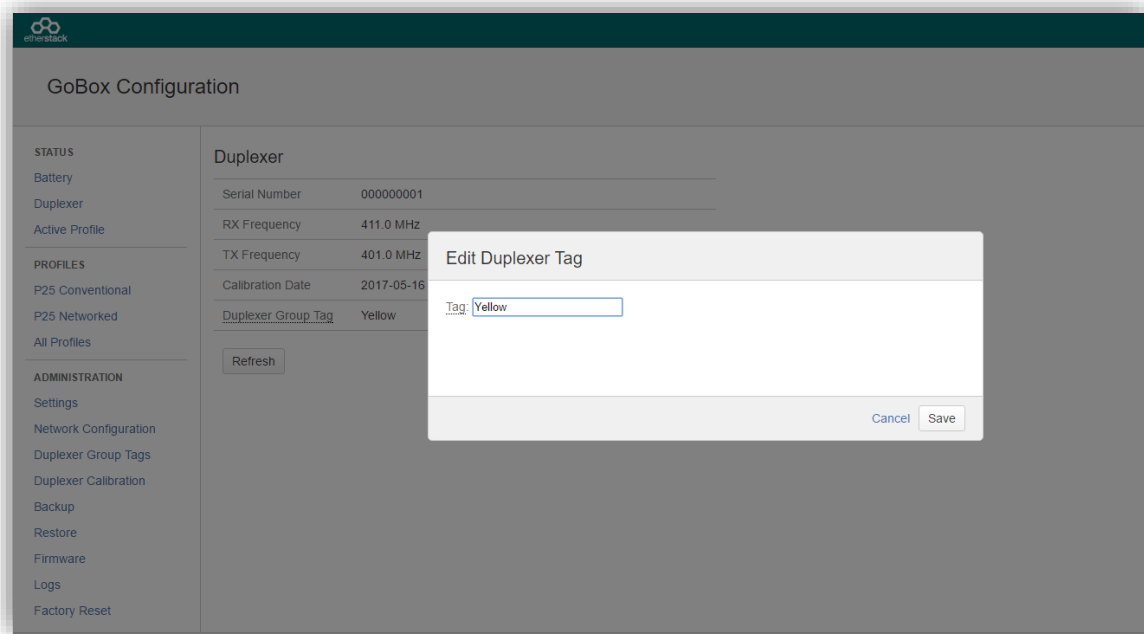 etherstack
GoBox Configuration
STATUS
Battery
Duplexer
Active Profile
PROFILES
P25 Conventional
P25 Networked
All Profiles
ADMINISTRATION
Settings
Network Configuration
Duplexer Group Tags
Duplexer Calibration
Backup
Restore
Firmware
Logs
Factory Reset
Duplexer
Serial Number 000000001
RX Frequency 411.0 MHz
TX Frequency 401.0 MHz
Calibration Date 2017-05-16
Duplexer Group Tag Yellow
Refresh
Edit Duplexer Tag
Tag: Yellow
Cancel Save